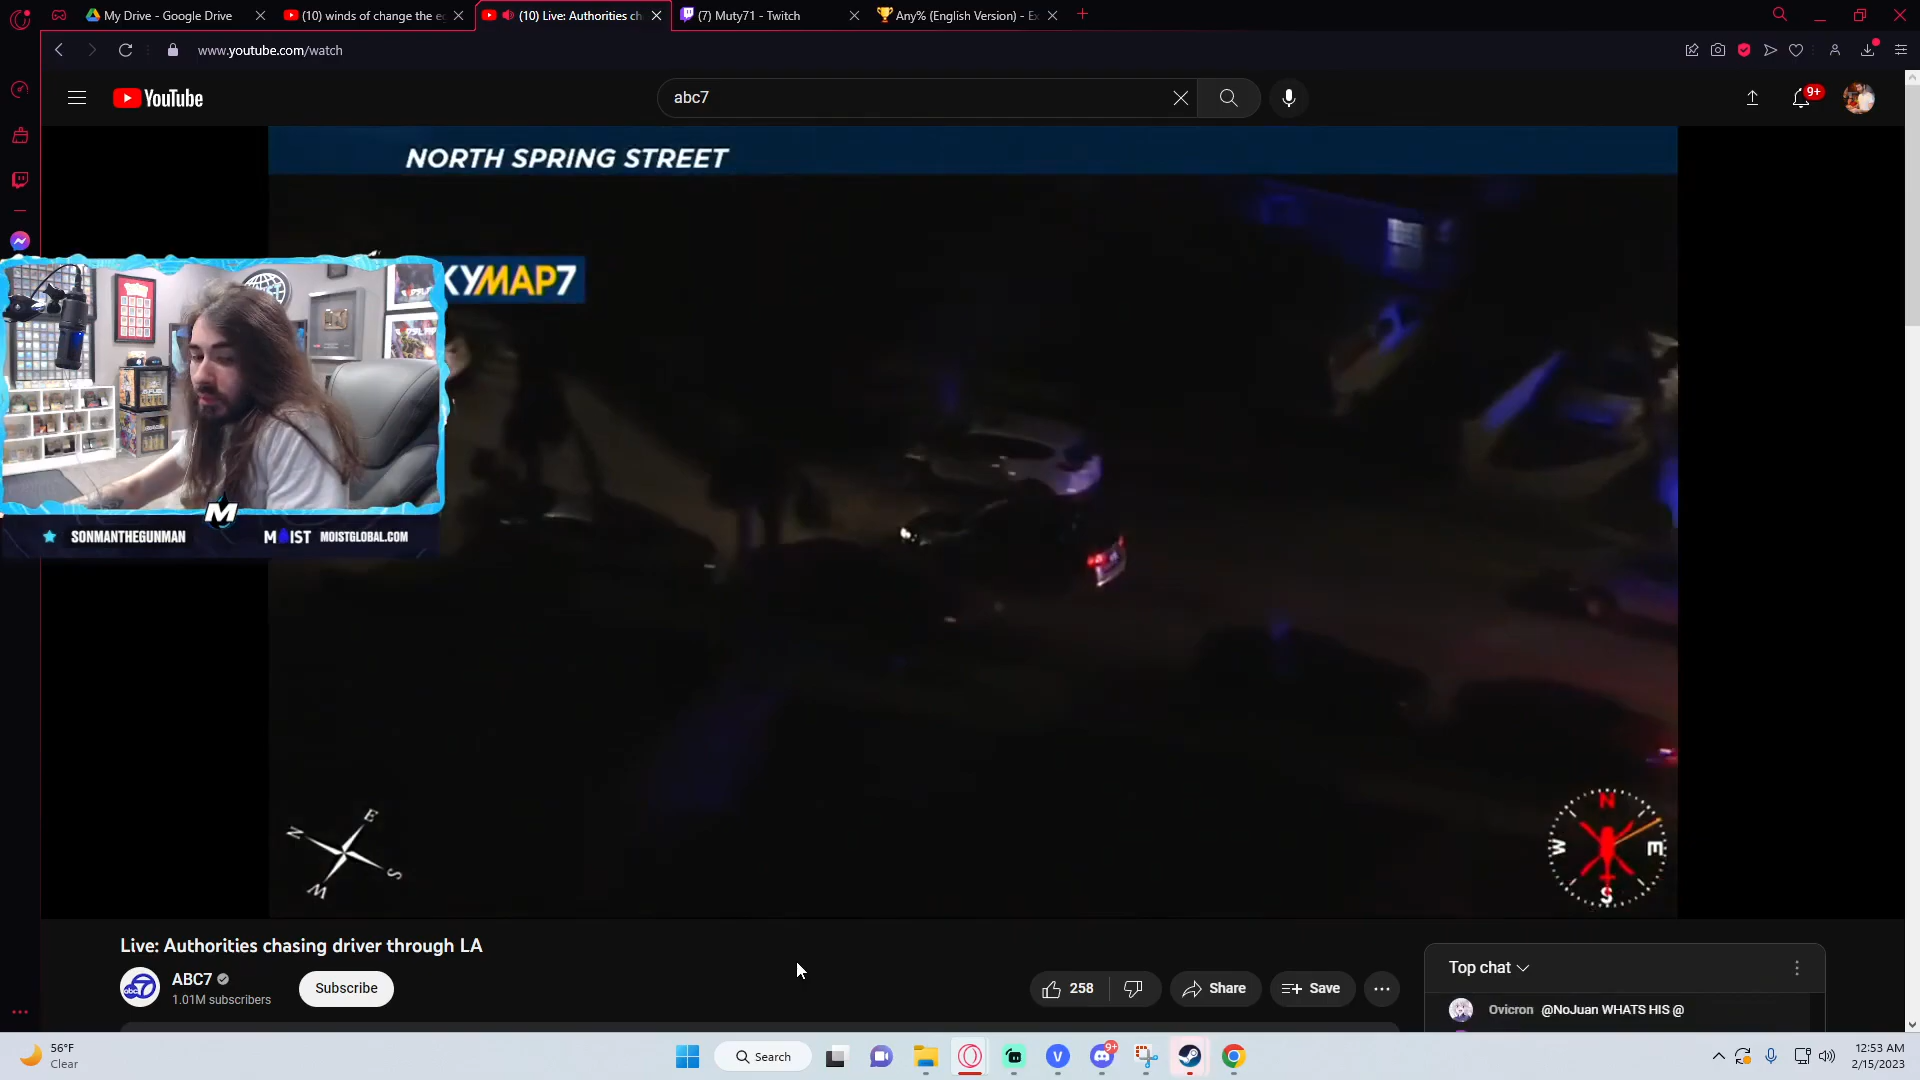 My Drive - Google Drive
(10) winds of change the e
(10) Live: Authorities ch
(7) Muty71 - Twitch
Any% (English Version) - Ex
www.youtube.com/watch
YouTube
abc7
9+
NORTH SPRING STREET
KYMAP7
M
SONMANTHEGUNMAN
MOIST MOISTGLOBAL.COM
N E S W
N E S W
Live: Authorities chasing driver through LA
ABC7
1.01M subscribers
Subscribe
258
Share
Save
Top chat
Ovicron @NoJuan WHATS HIS @
56°F
Clear
Search
V
9+
12:53 AM
2/15/2023